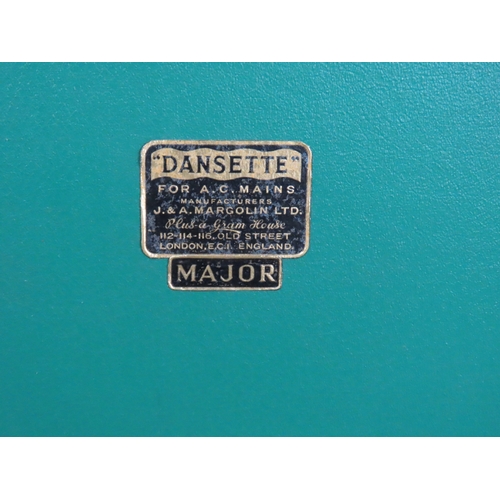 "DANSETTE"
FOR A.C. MAINS
MANUFACTURERS
J. & A. MARGOLIN LTD.
Plus-a-Gram House
112-114-116, OLD STREET
LONDON, E.C.1. ENGLAND.
MAJOR